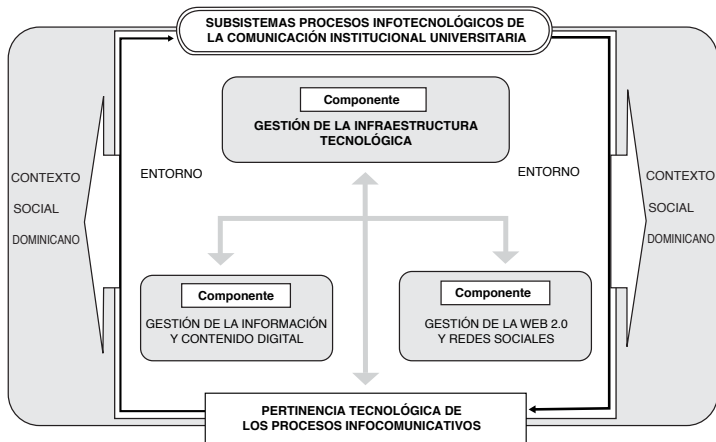 SUBSISTEMAS PROCESOS INFOTECNOLÓGICOS DE
LA COMUNICACIÓN INSTITUCIONAL UNIVERSITARIA
Componente
GESTIÓN DE LA INFRAESTRUCTURA
TECNOLÓGICA
CONTEXTO
SOCIAL
DOMINICANO
ENTORNO
ENTORNO
CONTEXTO
SOCIAL
DOMINICANO
Componente
GESTIÓN DE LA INFORMACIÓN
Y CONTENIDO DIGITAL
Componente
GESTIÓN DE LA WEB 2.0
Y REDES SOCIALES
PERTINENCIA TECNOLÓGICA DE
LOS PROCESOS INFOCOMUNICATIVOS